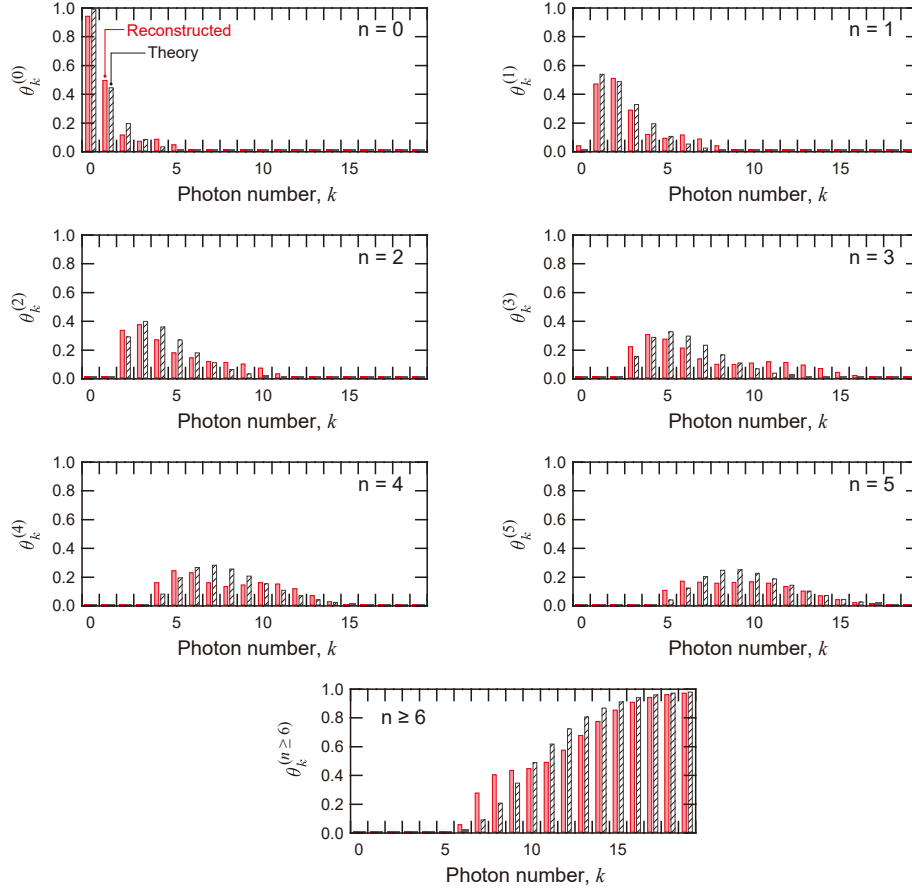 1.0
0.8
0.6
0.4
0.2
0.0
θₖ⁽⁰⁾
Reconstructed
Theory
n = 0
0 5 10 15
Photon number, k
1.0
0.8
0.6
0.4
0.2
0.0
θₖ⁽¹⁾
n = 1
0 5 10 15
Photon number, k
1.0
0.8
0.6
0.4
0.2
0.0
θₖ⁽²⁾
n = 2
0 5 10 15
Photon number, k
1.0
0.8
0.6
0.4
0.2
0.0
θₖ⁽³⁾
n = 3
0 5 10 15
Photon number, k
1.0
0.8
0.6
0.4
0.2
0.0
θₖ⁽⁴⁾
n = 4
0 5 10 15
Photon number, k
1.0
0.8
0.6
0.4
0.2
0.0
θₖ⁽⁵⁾
n = 5
0 5 10 15
Photon number, k
1.0
0.8
0.6
0.4
0.2
0.0
θₖ⁽ⁿ ≥ ⁶⁾
n ≥ 6
0 5 10 15
Photon number, k